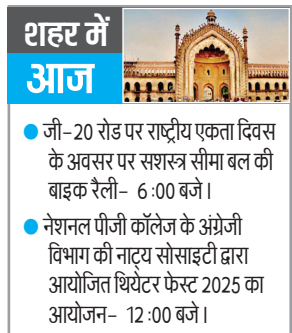 शहर में
आज
● जी-20 रोड पर राष्ट्रीय एकता दिवस
के अवसर पर सशस्त्र सीमा बल की
बाइक रैली- 6:00 बजे।
● नेशनल पीजी कॉलेज के अंग्रेजी
विभाग की नाट्य सोसाइटी द्वारा
आयोजित थियेटर फेस्ट 2025 का
आयोजन- 12:00 बजे।